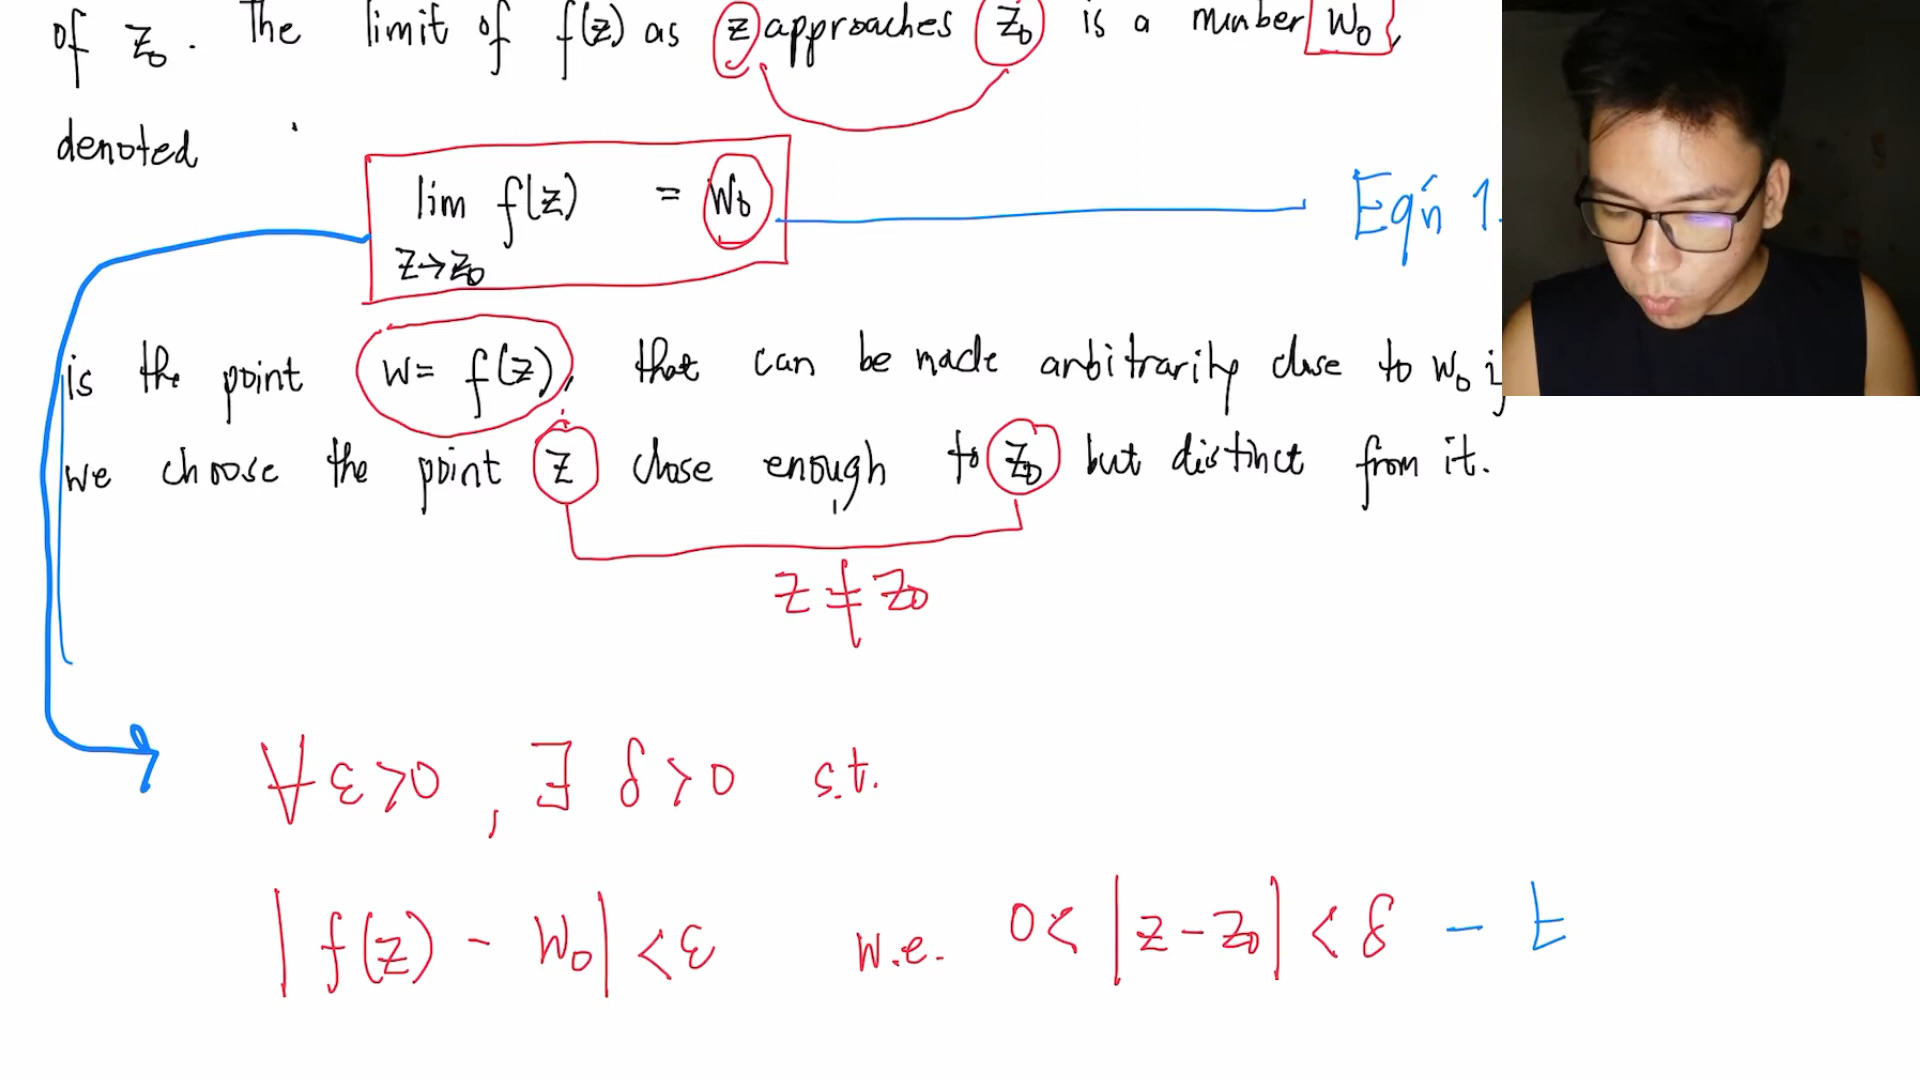 of z₀. The limit of f(z) as z approaches z₀ is a number w₀,
denoted
lim f(z) = w₀
z→z₀
Eq'n 1.
is the point w = f(z), that can be made arbitrarity close to w₀ i
we choose the point z close enough to z₀ but distinct from it.
z ≠ z₀
∀ ε>0, ∃ δ>0 s.t.
|f(z) - w₀| < ε w.e. 0 < |z - z₀| < δ -